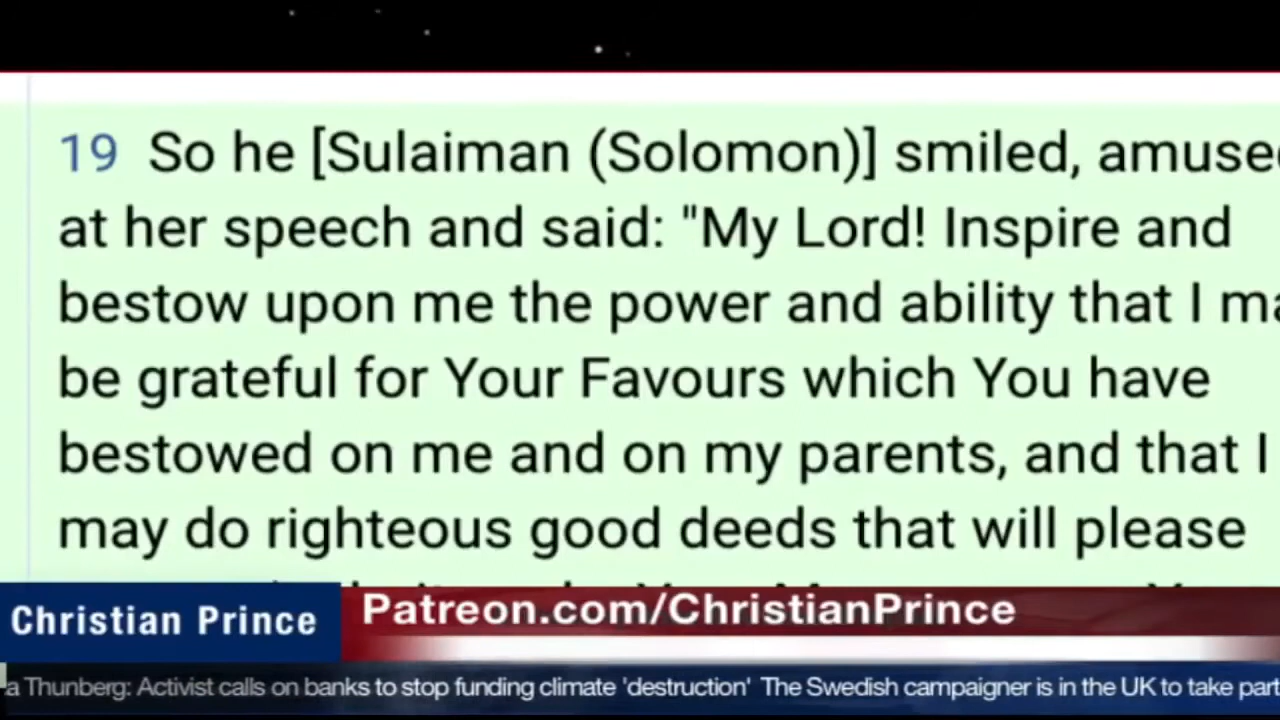 19 So he [Sulaiman (Solomon)] smiled, amuse
at her speech and said: "My Lord! Inspire and
bestow upon me the power and ability that I ma
be grateful for Your Favours which You have
bestowed on me and on my parents, and that I
may do righteous good deeds that will please
Christian Prince
Patreon.com/ChristianPrince
a Thunberg: Activist calls on banks to stop funding climate 'destruction' The Swedish campaigner is in the UK to take part